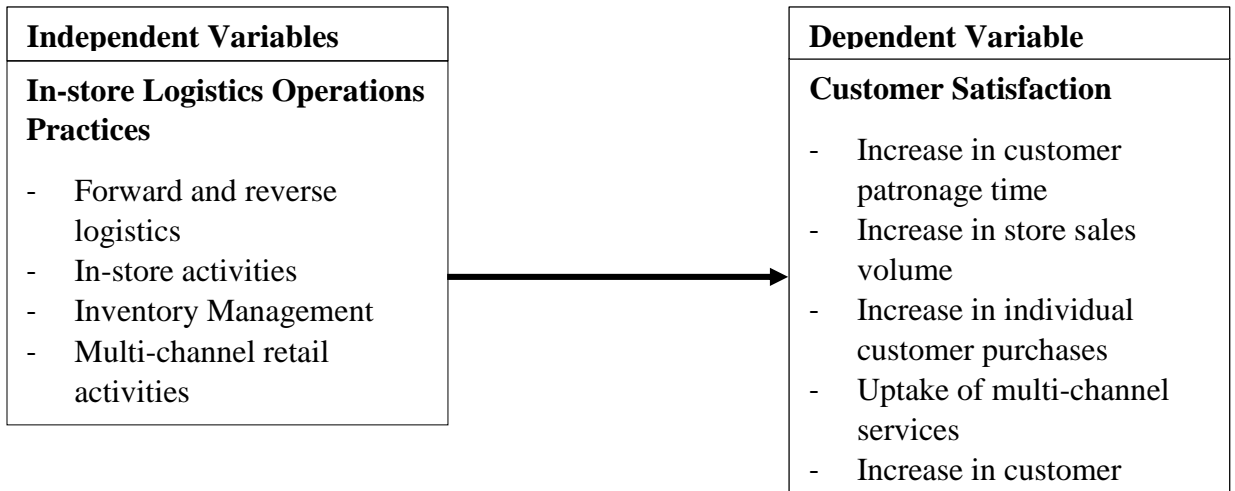 Independent Variables
In-store Logistics Operations
Practices
- Forward and reverse
logistics
- In-store activities
- Inventory Management
- Multi-channel retail
activities
Dependent Variable
Customer Satisfaction
- Increase in customer
patronage time
- Increase in store sales
volume
- Increase in individual
customer purchases
- Uptake of multi-channel
services
- Increase in customer